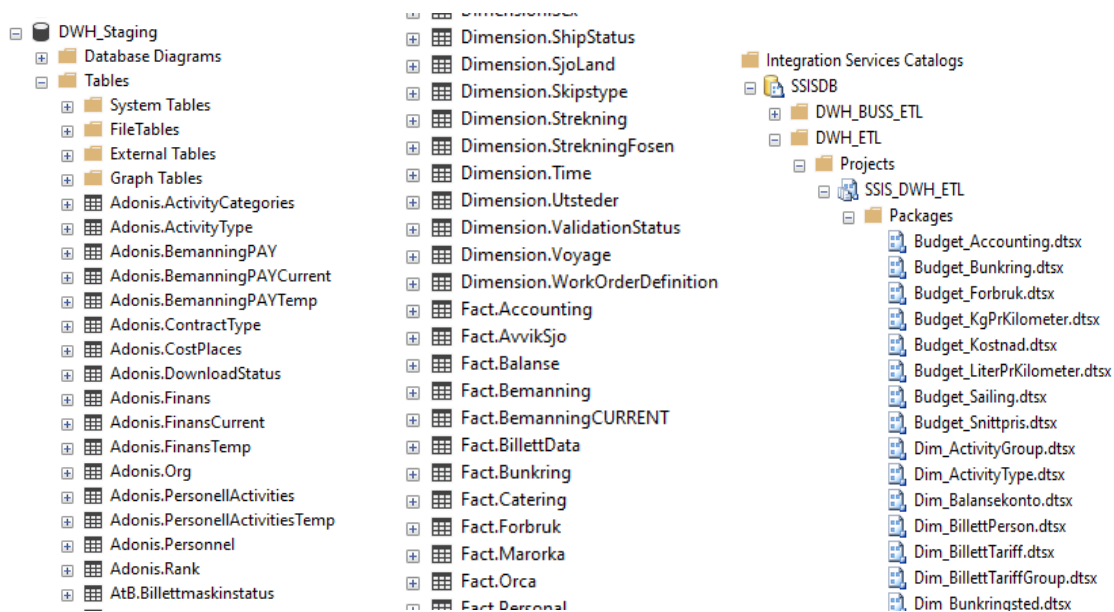 DWH_Staging
Database Diagrams
Tables
System Tables
FileTables
External Tables
Graph Tables
Adonis.ActivityCategories
Adonis.ActivityType
Adonis.BemanningPAY
Adonis.BemanningPAYCurrent
Adonis.BemanningPAYTemp
Adonis.ContractType
Adonis.CostPlaces
Adonis.DownloadStatus
Adonis.Finans
Adonis.FinansCurrent
Adonis.FinansTemp
Adonis.Org
Adonis.PersonellActivities
Adonis.PersonellActivitiesTemp
Adonis.Personnel
Adonis.Rank
AtB.Billettmaskinstatus
Dimension.ShipStatus
Dimension.SjoLand
Dimension.Skipstype
Dimension.Strekning
Dimension.StrekningFosen
Dimension.Time
Dimension.Utsteder
Dimension.ValidationStatus
Dimension.Voyage
Dimension.WorkOrderDefinition
Fact.Accounting
Fact.AvvikSjo
Fact.Balanse
Fact.Bemanning
Fact.BemanningCURRENT
Fact.BillettData
Fact.Bunkring
Fact.Catering
Fact.Forbruk
Fact.Marorka
Fact.Orca
Fact.Personal
Integration Services Catalogs
SSISDB
DWH_BUSS_ETL
DWH_ETL
Projects
SSIS_DWH_ETL
Packages
Budget_Accounting.dtsx
Budget_Bunkring.dtsx
Budget_Forbruk.dtsx
Budget_KgPrKilometer.dtsx
Budget_Kostnad.dtsx
Budget_LiterPrKilometer.dtsx
Budget_Sailing.dtsx
Budget_Snittpris.dtsx
Dim_ActivityGroup.dtsx
Dim_ActivityType.dtsx
Dim_Balansekonto.dtsx
Dim_BillettPerson.dtsx
Dim_BillettTariff.dtsx
Dim_BillettTariffGroup.dtsx
Dim_Bunkringsted.dtsx